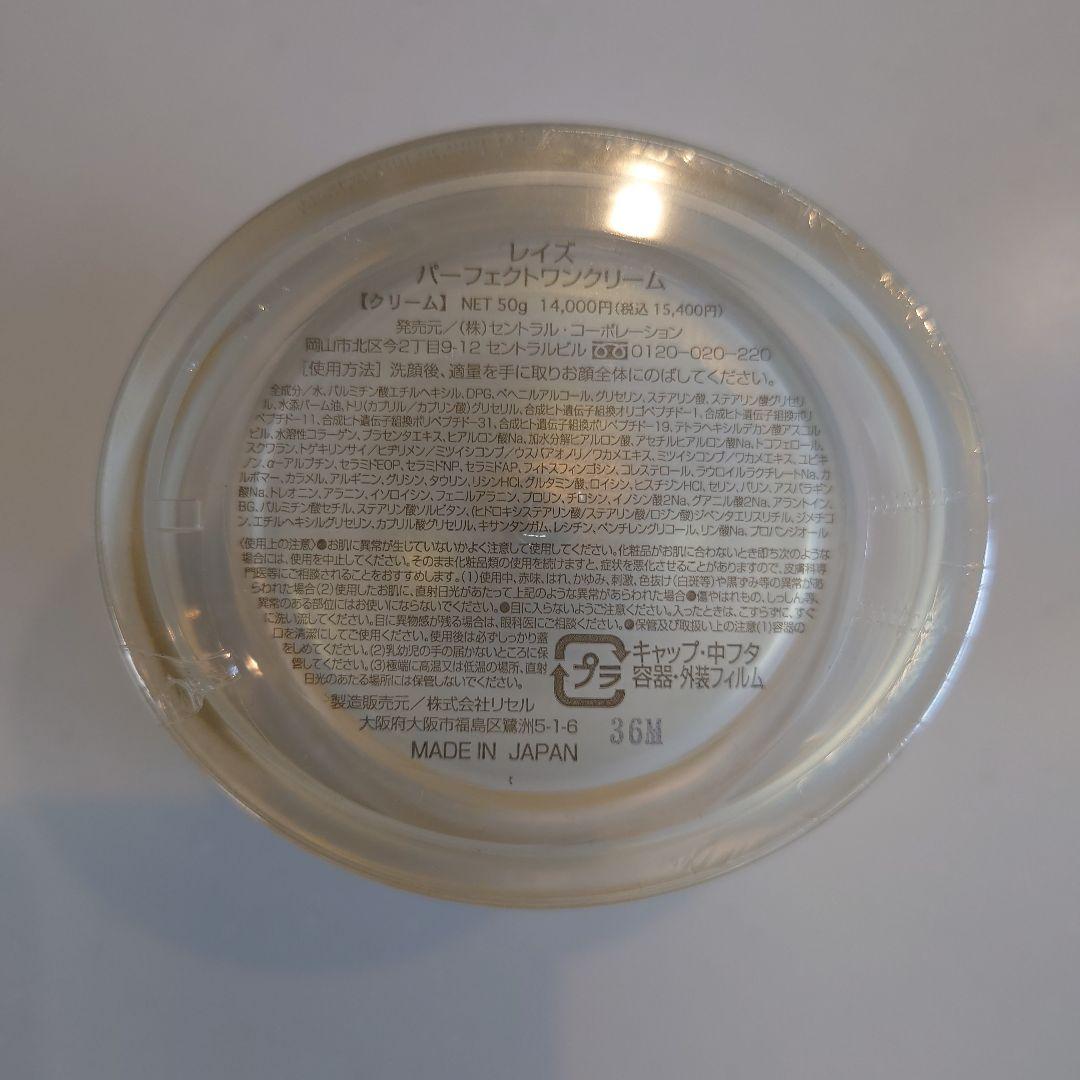 レイズ
パーフェクトワンクリーム
【クリーム】 NET 50g 14,000円(税込 15,400円)
発売元／(株)セントラル・コーポレーション
岡山市北区今2丁目9-12 セントラルビル 0120-020-220
［使用方法］洗顔後、適量を手に取りお顔全体にのばしてください。
全成分／水、パルミチン酸エチルヘキシル、DPG、ベヘニルアルコール、グリセリン、ステアリン酸、ステアリン酸グリセリ
ル、水添パーム油、トリ(カプリル／カプリン酸)グリセリル、合成ヒト遺伝子組換オリゴペプチド-1、合成ヒト遺伝子組換ポリ
ペプチド-11、合成ヒト遺伝子組換ポリペプチド-31、合成ヒト遺伝子組換ポリペプチド-19、テトラヘキシルデカン酸アスコル
ビル、水溶性コラーゲン、プラセンタエキス、ヒアルロン酸Na、加水分解ヒアルロン酸、アセチルヒアルロン酸Na、トコフェロール、
スクワラン、トゲキリンサイ／ヒヂリメン／ミツイシコンブ／ウスバアオノリ／ワカメエキス、ミツイシコンブ／ワカメエキス、ユビキ
ノン、α-アルブチン、セラミドEOP、セラミドNP、セラミドAP、フィトスフィンゴシン、コレステロール、ラウロイルラクチレートNa、カ
ルボマー、カラメル、アルギニン、グリシン、タウリン、リシンHCl、グルタミン酸、ロイシン、ヒスチジンHCl、セリン、バリン、アスパラギン
酸Na、トレオニン、アラニン、イソロイシン、フェニルアラニン、プロリン、チロシン、イノシン酸2Na、グアニル酸2Na、アラントイン、
BG、パルミチン酸セチル、ステアリン酸ソルビタン、(ヒドロキシステアリン酸/ステアリン酸/ロジン酸)ジペンタエリスリチル、ジメチコ
ン、エチルヘキシルグリセリン、カプリル酸グリセリル、キサンタンガム、レシチン、ペンチレングリコール、リン酸Na、プロパンジオール
〈使用上の注意〉●お肌に異常が生じていないかよく注意して使用してください。化粧品がお肌に合わないとき即ち次のような
場合には、使用を中止してください。そのまま化粧品類の使用を続けますと、症状を悪化させることがありますので、皮膚科専
門医等にご相談されることをおすすめします。(1)使用中、赤味、はれ、かゆみ、刺激、色抜け(白斑等)や黒ずみ等の異常があ
らわれた場合(2)使用したお肌に、直射日光があたって上記のような異常があらわれた場合●傷やはれもの、しっしん等、
異常のある部位にはお使いにならないでください。●目に入らないようご注意ください。入ったときは、こすらずに、すぐ
に洗い流してください。目に異物感が残る場合は、眼科医にご相談ください。●保管及び取扱い上の注意(1)容器の
口を清潔にしてご使用ください。使用後は必ずしっかり蓋
をしめてください。(2)乳幼児の手の届かないところに保
管してください。(3)極端に高温又は低温の場所、直射
日光のあたる場所には保管しないでください。
プラ
キャップ・中フタ
容器・外装フィルム
製造販売元／株式会社リセル
大阪府大阪市福島区鷺洲5-1-6
36M
MADE IN JAPAN